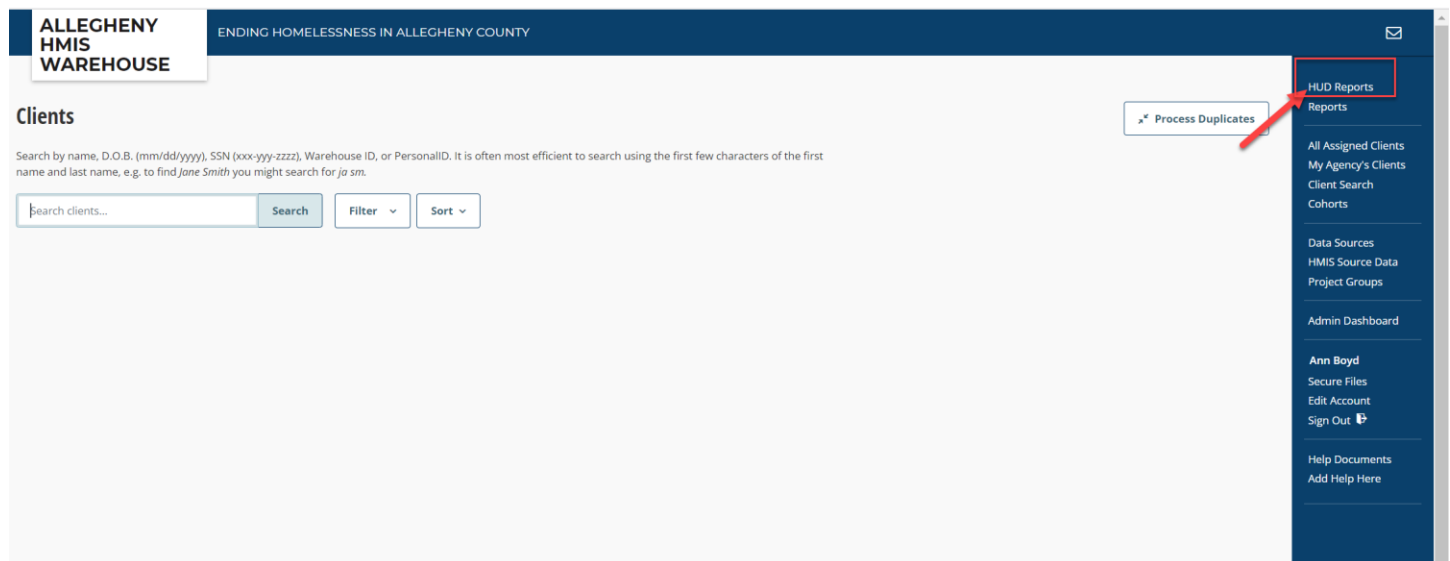 ALLEGHENY
HMIS
WAREHOUSE
ENDING HOMELESSNESS IN ALLEGHENY COUNTY
Clients
Process Duplicates
Search by name, D.O.B. (mm/dd/yyyy), SSN (xxx-yyy-zzzz), Warehouse ID, or PersonalID. It is often most efficient to search using the first few characters of the first
name and last name, e.g. to find Jane Smith you might search for ja sm.
Search clients...
Search
Filter
Sort
HUD Reports
Reports
All Assigned Clients
My Agency's Clients
Client Search
Cohorts
Data Sources
HMIS Source Data
Project Groups
Admin Dashboard
Ann Boyd
Secure Files
Edit Account
Sign Out
Help Documents
Add Help Here